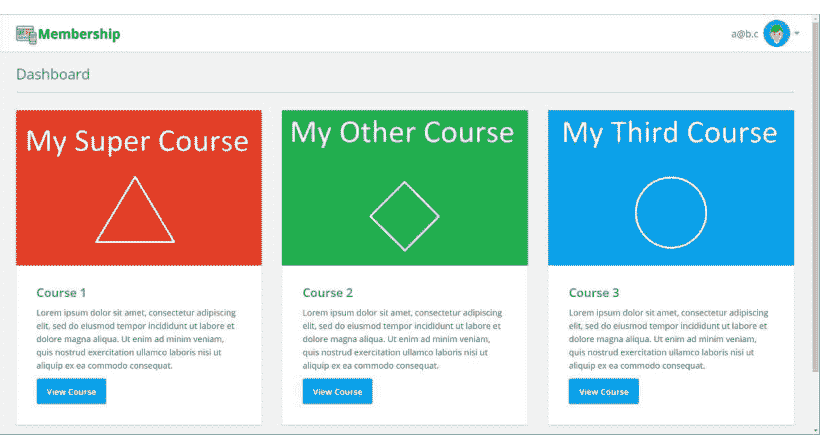 Membership
a@b.c
Dashboard
My Super Course
My Other Course
My Third Course
Course 1
Lorem ipsum dolor sit amet, consectetur adipiscing
elit, sed do eiusmod tempor incididunt ut labore et
dolore magna aliqua. Ut enim ad minim veniam,
quis nostrud exercitation ullamco laboris nisi ut
aliquip ex ea commodo consequat.
View Course
Course 2
Lorem ipsum dolor sit amet, consectetur adipiscing
elit, sed do eiusmod tempor incididunt ut labore et
dolore magna aliqua. Ut enim ad minim veniam,
quis nostrud exercitation ullamco laboris nisi ut
aliquip ex ea commodo consequat.
View Course
Course 3
Lorem ipsum dolor sit amet, consectetur adipiscing
elit, sed do eiusmod tempor incididunt ut labore et
dolore magna aliqua. Ut enim ad minim veniam,
quis nostrud exercitation ullamco laboris nisi ut
aliquip ex ea commodo consequat.
View Course